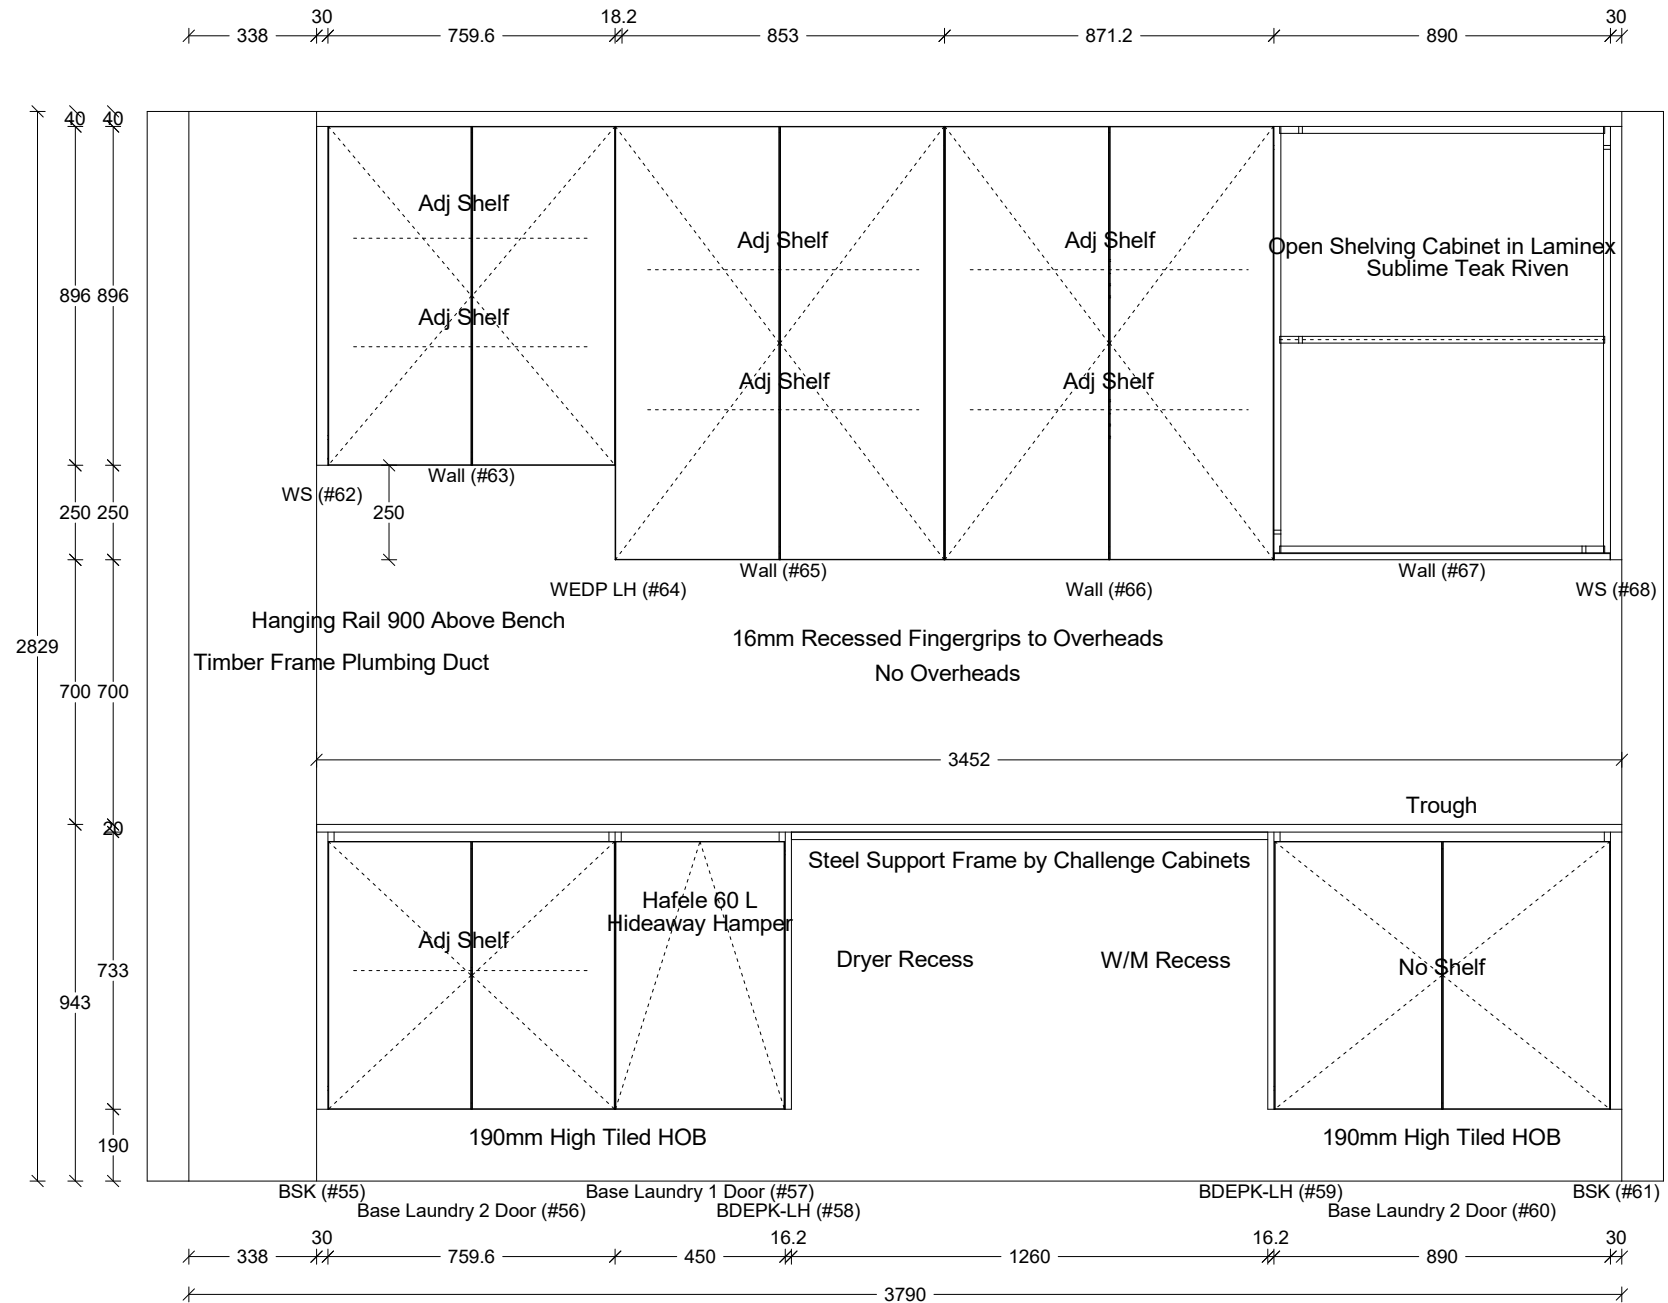 30 18.2 30
338 759.6 853 871.2 890
40 40
Adj Shelf
Adj Shelf Adj Shelf
Open Shelving Cabinet in Laminex
Sublime Teak Riven
896 896
Adj Shelf
Adj Shelf Adj Shelf
Wall (#63)
WS (#62)
250 250 250
Wall (#65) Wall (#67)
WEDP LH (#64) Wall (#66) WS (#68)
Hanging Rail 900 Above Bench
16mm Recessed Fingergrips to Overheads
2829
Timber Frame Plumbing Duct
No Overheads
700 700
3452
Trough
20
Steel Support Frame by Challenge Cabinets
Hafele 60 L
Hideaway Hamper
Adj Shelf
Dryer Recess W/M Recess
No Shelf
733
943
190mm High Tiled HOB 190mm High Tiled HOB
190
BSK (#55) Base Laundry 1 Door (#57) BDEPK-LH (#59) BSK (#61)
Base Laundry 2 Door (#56) BDEPK-LH (#58) Base Laundry 2 Door (#60)
30 16.2 16.2 30
338 759.6 450 1260 890
3790